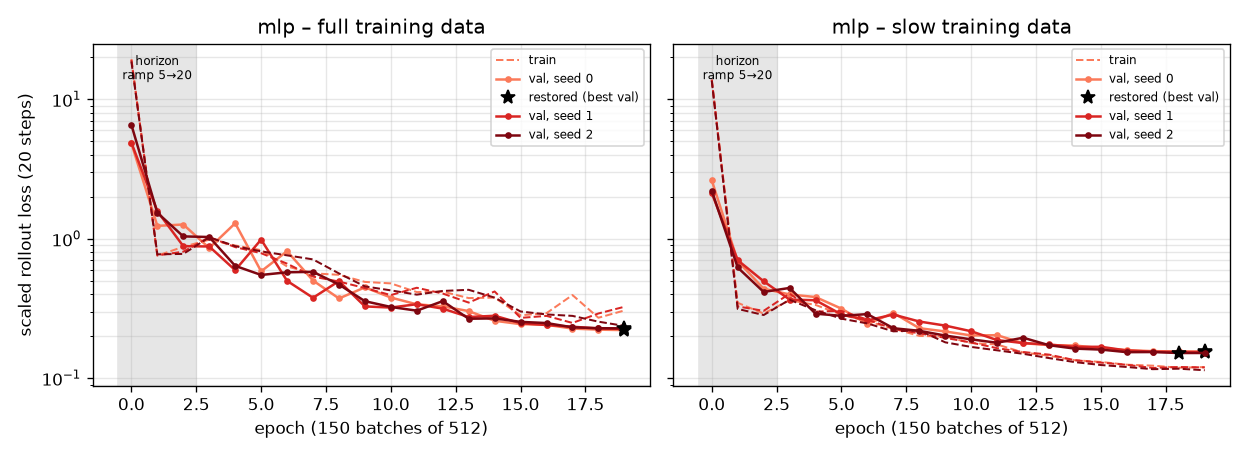 mlp – full training data
mlp – slow training data
scaled rollout loss (20 steps)
10¹
10⁰
10⁻¹
horizon
ramp 5→20
train
val, seed 0
restored (best val)
val, seed 1
val, seed 2
0.0 2.5 5.0 7.5 10.0 12.5 15.0 17.5
epoch (150 batches of 512)
horizon
ramp 5→20
train
val, seed 0
restored (best val)
val, seed 1
val, seed 2
0.0 2.5 5.0 7.5 10.0 12.5 15.0 17.5
epoch (150 batches of 512)